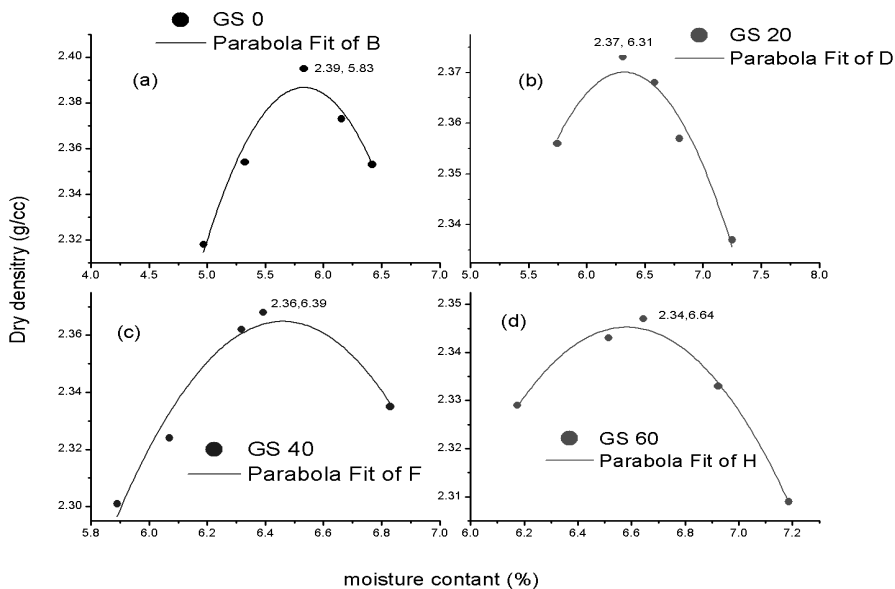 GS 0
Parabola Fit of B
GS 20
Parabola Fit of D
2.40
2.38
2.36
2.34
2.32
(a)
2.39, 5.83
4.0 4.5 5.0 5.5 6.0 6.5 7.0
2.37
2.36
2.35
2.34
(b)
2.37, 6.31
5.0 5.5 6.0 6.5 7.0 7.5 8.0
Dry densitry (g/cc)
2.36
2.34
2.32
2.30
(c)
2.36,6.39
GS 40
Parabola Fit of F
5.8 6.0 6.2 6.4 6.6 6.8 7.0
2.35
2.34
2.33
2.32
2.31
(d)
2.34,6.64
GS 60
Parabola Fit of H
6.0 6.2 6.4 6.6 6.8 7.0 7.2
moisture contant (%)